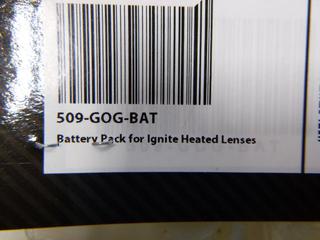 509-GOG-BAT
Battery Pack for Ignite Heated Lenses